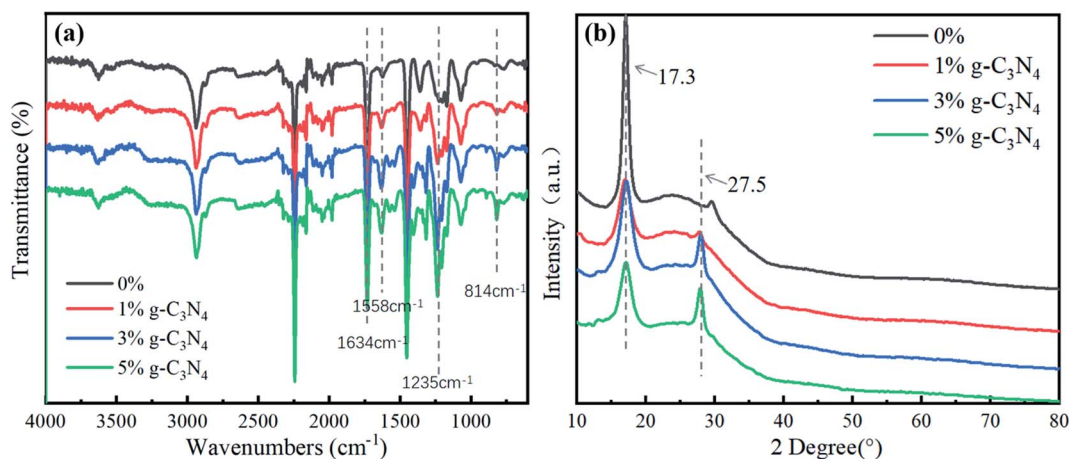 (a)
Transmittance (%)
0%
1% g-C₃N₄
3% g-C₃N₄
5% g-C₃N₄
1558cm⁻¹
1634cm⁻¹
1235cm⁻¹
814cm⁻¹
4000 3500 3000 2500 2000 1500 1000
Wavenumbers (cm⁻¹)
(b)
Intensity (a.u.)
17.3
27.5
0%
1% g-C₃N₄
3% g-C₃N₄
5% g-C₃N₄
10 20 30 40 50 60 70 80
2 Degree(°)